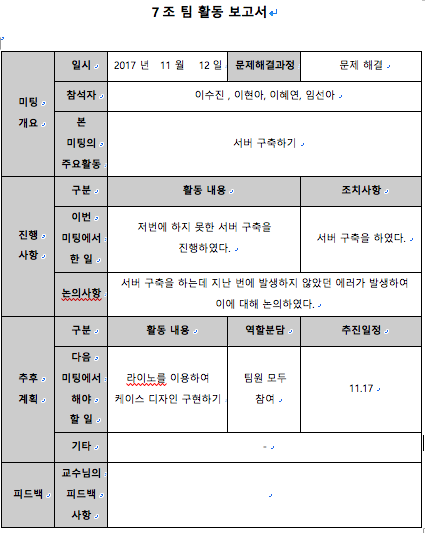 7조 팀 활동 보고서
미팅
개요
일시
2017 년 11 월 12 일
문제해결과정
문제 해결
참석자
이수진 , 이현아, 이혜연, 임선아
본
미팅의
주요활동
서버 구축하기
진행
사항
구분
활동 내용
조치사항
이번
미팅에서
한 일
저번에 하지 못한 서버 구축을
진행하였다.
서버 구축을 하였다.
논의사항
서버 구축을 하는데 지난 번에 발생하지 않았던 에러가 발생하여
이에 대해 논의하였다.
추후
계획
구분
활동 내용
역할분담
추진일정
다음
미팅에서
해야
할 일
라이노를 이용하여
케이스 디자인 구현하기
팀원 모두
참여
11.17
기타
-
피드백
교수님의
피드백
사항